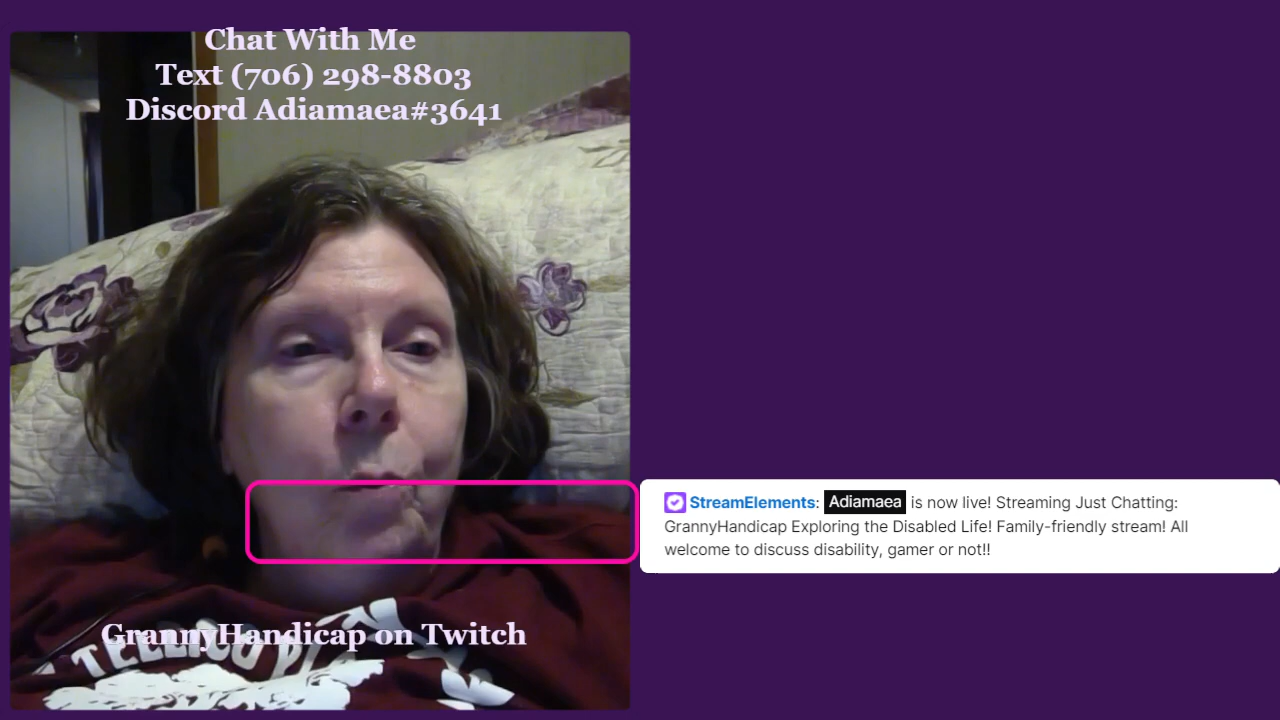 Chat With Me
Text (706) 298-8803
Discord Adiamaea#3641
StreamElements: Adiamaea is now live! Streaming Just Chatting:
GrannyHandicap Exploring the Disabled Life! Family-friendly stream! All
welcome to discuss disability, gamer or not!!
GrannyHandicap on Twitch
TELLICO